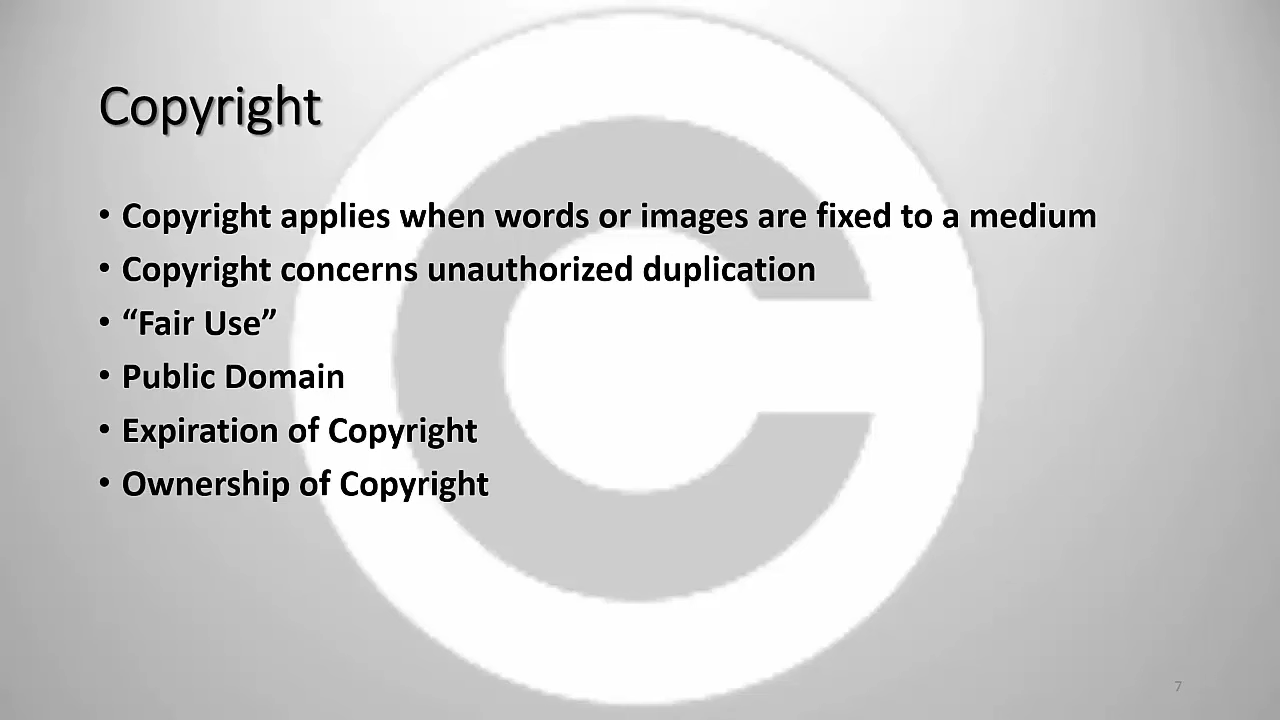 Copyright
• Copyright applies when words or images are fixed to a medium
• Copyright concerns unauthorized duplication
• “Fair Use”
• Public Domain
• Expiration of Copyright
• Ownership of Copyright
7